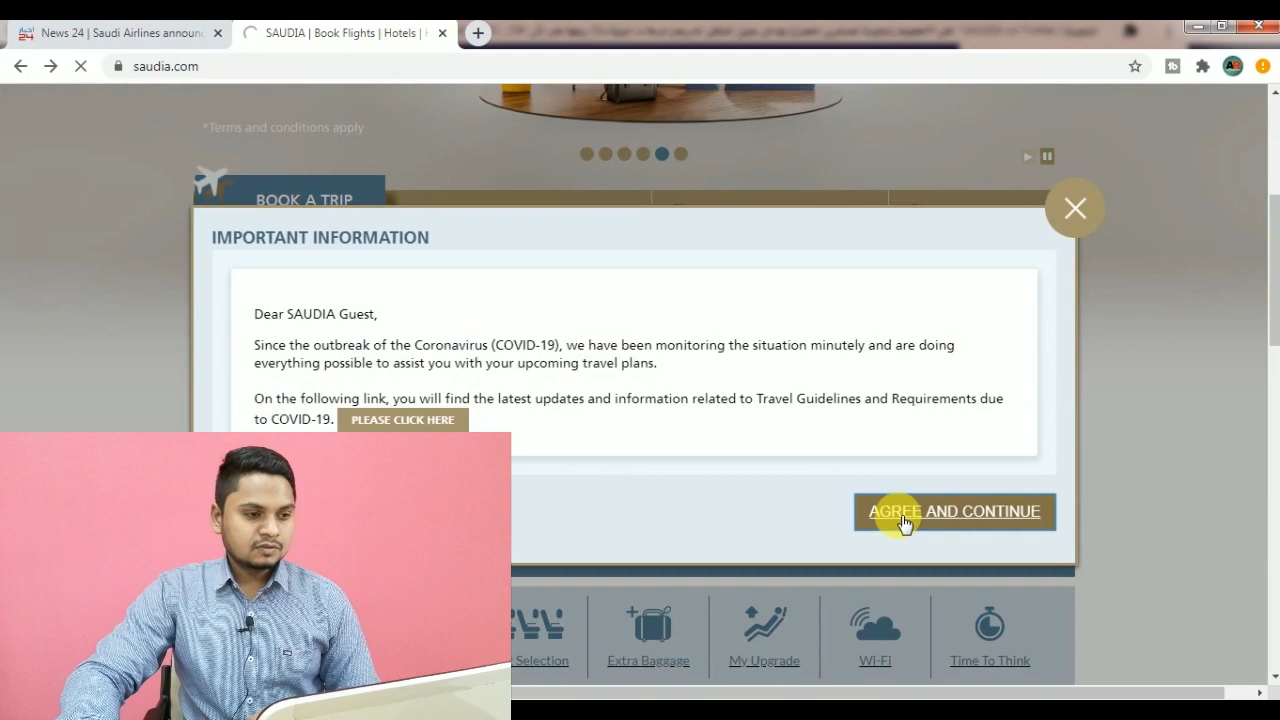 News 24 | Saudi Airlines announ
SAUDIA | Book Flights | Hotels |
saudia.com
*Terms and conditions apply
BOOK A TRIP
IMPORTANT INFORMATION
Dear SAUDIA Guest,
Since the outbreak of the Coronavirus (COVID-19), we have been monitoring the situation minutely and are doing
everything possible to assist you with your upcoming travel plans.
On the following link, you will find the latest updates and information related to Travel Guidelines and Requirements due
to COVID-19. PLEASE CLICK HERE
AGREE AND CONTINUE
Selection
Extra Baggage
My Upgrade
Wi-Fi
Time To Think